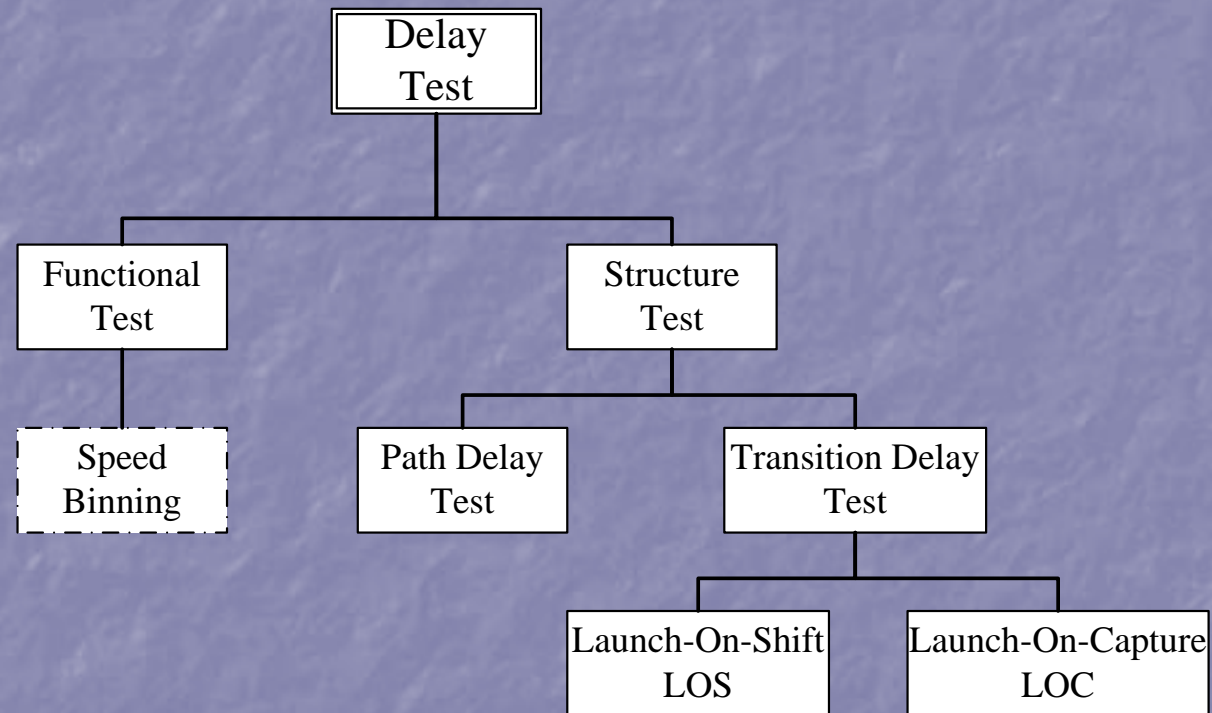 Delay
Test
Functional
Test
Structure
Test
Speed
Binning
Path Delay
Test
Transition Delay
Test
Launch-On-Shift
LOS
Launch-On-Capture
LOC